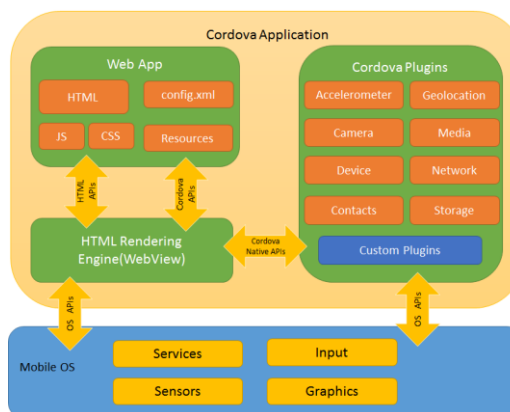 Cordova Application
Web App
HTML
config.xml
JS
CSS
Resources
HTML
APIs
Cordova
APIs
HTML Rendering
Engine(WebView)
Cordova
Native APIs
Cordova Plugins
Accelerometer
Geolocation
Camera
Media
Device
Network
Contacts
Storage
Custom Plugins
OS APIs
OS APIs
Mobile OS
Services
Input
Sensors
Graphics